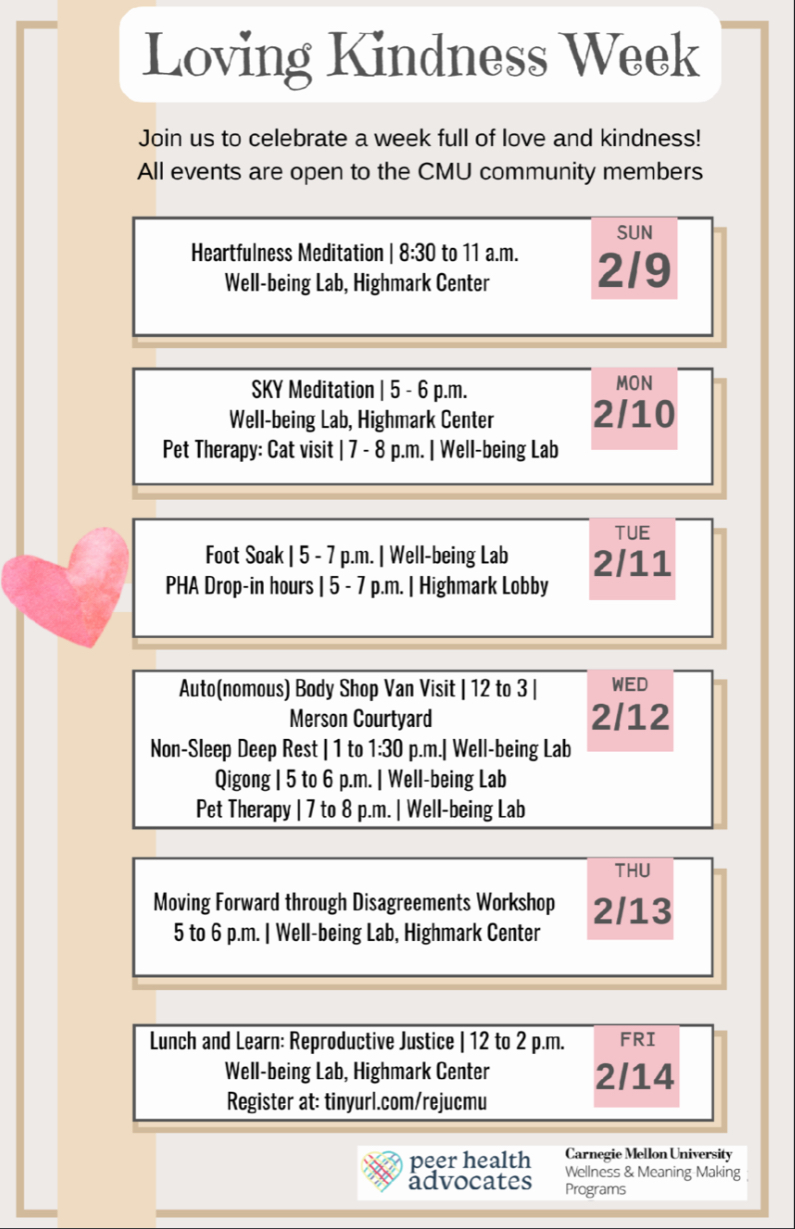 Loving Kindness Week
Join us to celebrate a week full of love and kindness!
All events are open to the CMU community members
SUN
2/9
Heartfulness Meditation | 8:30 to 11 a.m.
Well-being Lab, Highmark Center
MON
2/10
SKY Meditation | 5 - 6 p.m.
Well-being Lab, Highmark Center
Pet Therapy: Cat visit | 7 - 8 p.m. | Well-being Lab
TUE
2/11
Foot Soak | 5 - 7 p.m. | Well-being Lab
PHA Drop-in hours | 5 - 7 p.m. | Highmark Lobby
WED
2/12
Auto(nomous) Body Shop Van Visit | 12 to 3 |
Merson Courtyard
Non-Sleep Deep Rest | 1 to 1:30 p.m.| Well-being Lab
Qigong | 5 to 6 p.m. | Well-being Lab
Pet Therapy | 7 to 8 p.m. | Well-being Lab
THU
2/13
Moving Forward through Disagreements Workshop
5 to 6 p.m. | Well-being Lab, Highmark Center
FRI
2/14
Lunch and Learn: Reproductive Justice | 12 to 2 p.m.
Well-being Lab, Highmark Center
Register at: tinyurl.com/rejucmu
peer health
advocates
Carnegie Mellon University
Wellness & Meaning Making
Programs